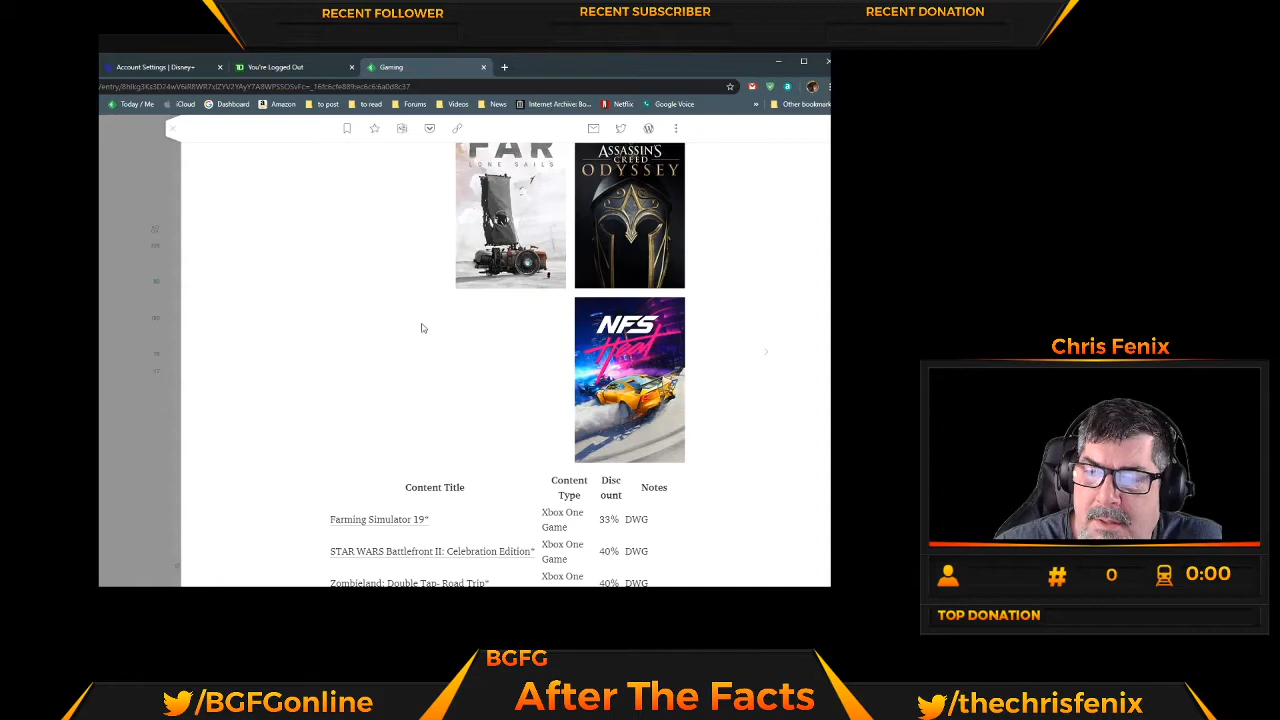 RECENT FOLLOWER
RECENT SUBSCRIBER
RECENT DONATION
Account Settings | Disney+
You're Logged Out
Gaming
Today / Me
iCloud
Dashboard
Amazon
to post
to read
Forums
Videos
News
Internet Archive: Bo...
Netflix
Google Voice
Other bookmark
FAR
LONE SAILS
ASSASSIN'S
CREED
ODYSSEY
NFS
Heat
Content Title
Content Type
Discount
Notes
Farming Simulator 19*
Xbox One Game
33%
DWG
STAR WARS Battlefront II: Celebration Edition*
Xbox One Game
40%
DWG
Zombieland: Double Tap- Road Trip*
Xbox One
40%
DWG
Chris Fenix
# 0
0:00
TOP DONATION
BGFG
After The Facts
/BGFGonline
/thechrisfenix